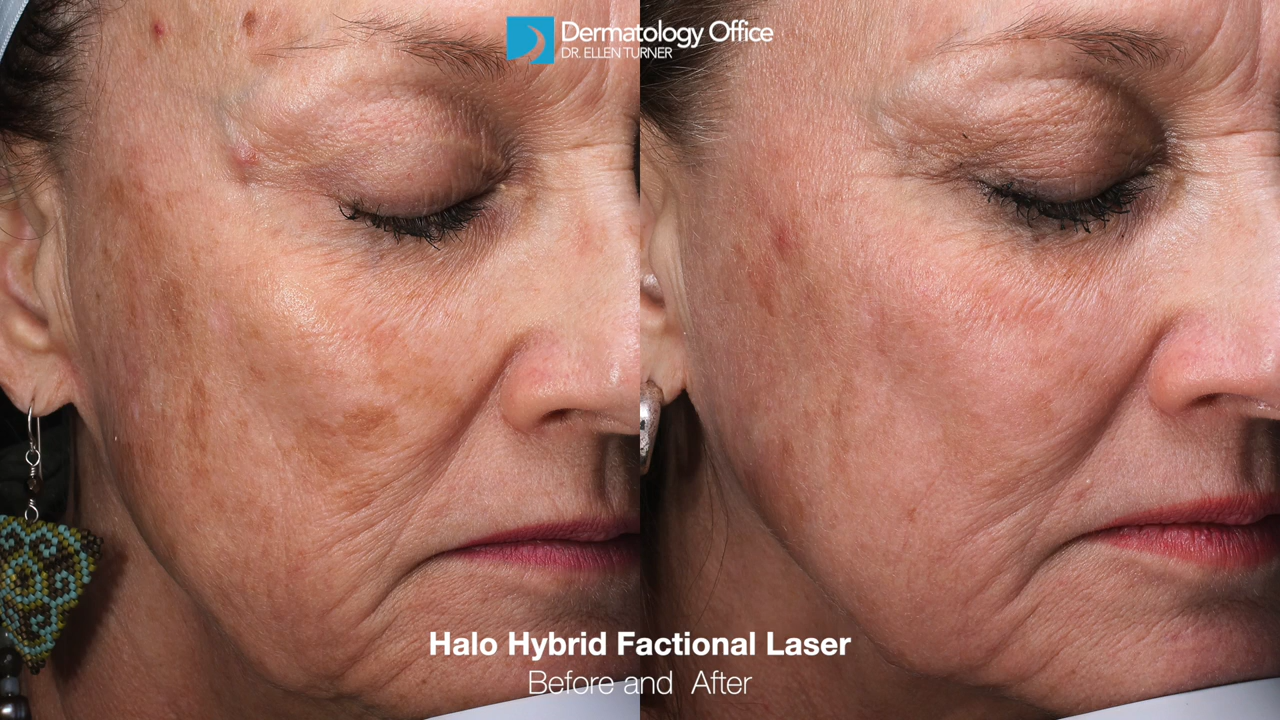 Dermatology Office
DR. ELLEN TURNER
Halo Hybrid Factional Laser
Before and After